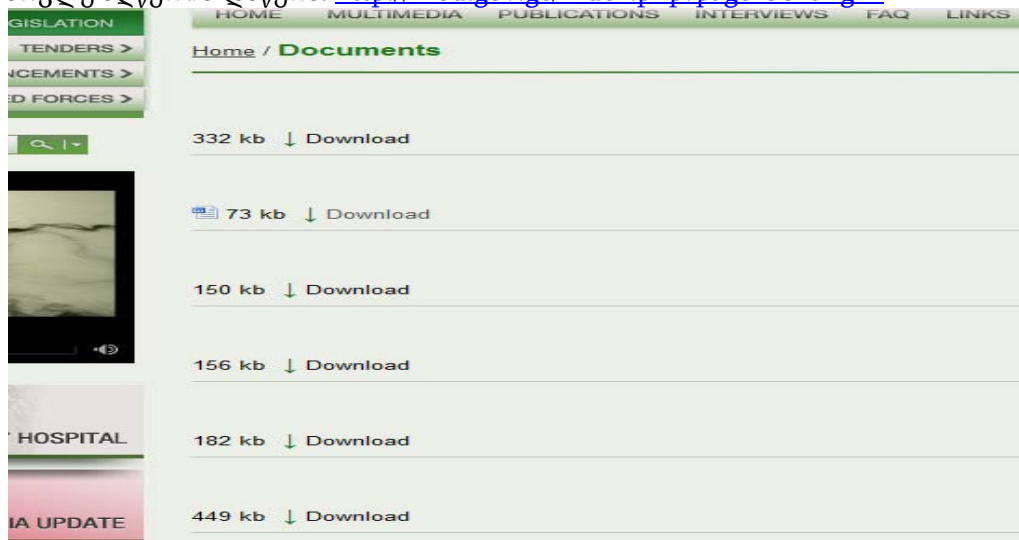 HOME MULTIMEDIA PUBLICATIONS INTERVIEWS FAQ LINKS
GISLATION
TENDERS >
NCEMENTS >
ED FORCES >
Home / Documents
332 kb ↓ Download
73 kb ↓ Download
150 kb ↓ Download
156 kb ↓ Download
182 kb ↓ Download
449 kb ↓ Download
HOSPITAL
IA UPDATE